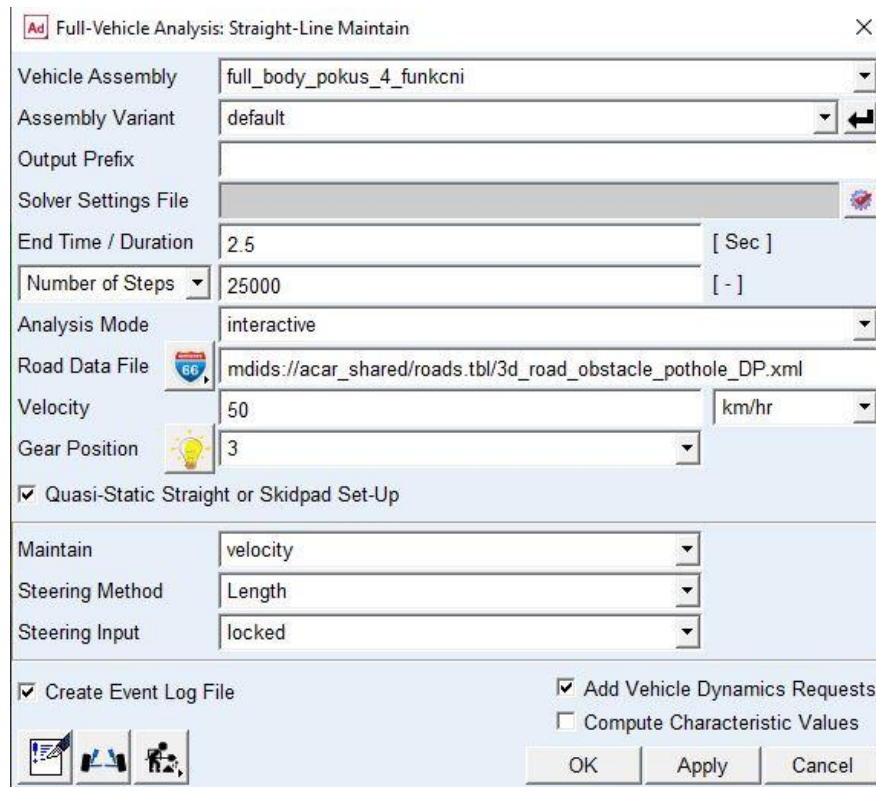 Ad Full-Vehicle Analysis: Straight-Line Maintain
Vehicle Assembly full_body_pokus_4_funkcni
Assembly Variant default
Output Prefix
Solver Settings File
End Time / Duration 2.5 [ Sec ]
Number of Steps 25000 [ - ]
Analysis Mode interactive
Road Data File 66 mdids://acar_shared/roads.tbl/3d_road_obstacle_pothole_DP.xml
Velocity 50 km/hr
Gear Position 3
Quasi-Static Straight or Skidpad Set-Up
Maintain velocity
Steering Method Length
Steering Input locked
Create Event Log File Add Vehicle Dynamics Requests
Compute Characteristic Values
OK Apply Cancel